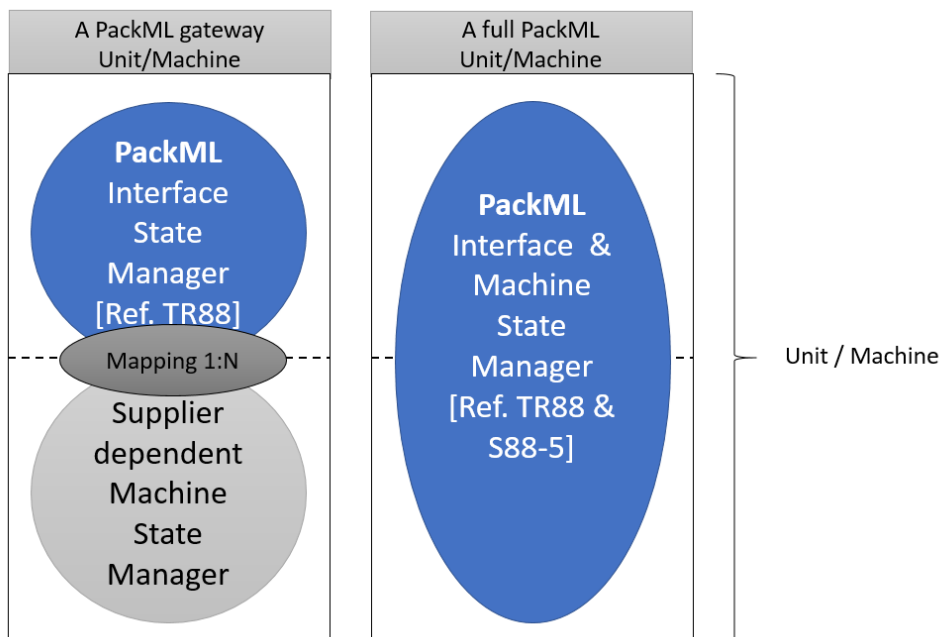 A PackML gateway
Unit/Machine
PackML
Interface
State
Manager
[Ref. TR88]
Mapping 1:N
Supplier
dependent
Machine
State
Manager
A full PackML
Unit/Machine
PackML
Interface &
Machine
State
Manager
[Ref. TR88 &
S88-5]
Unit / Machine